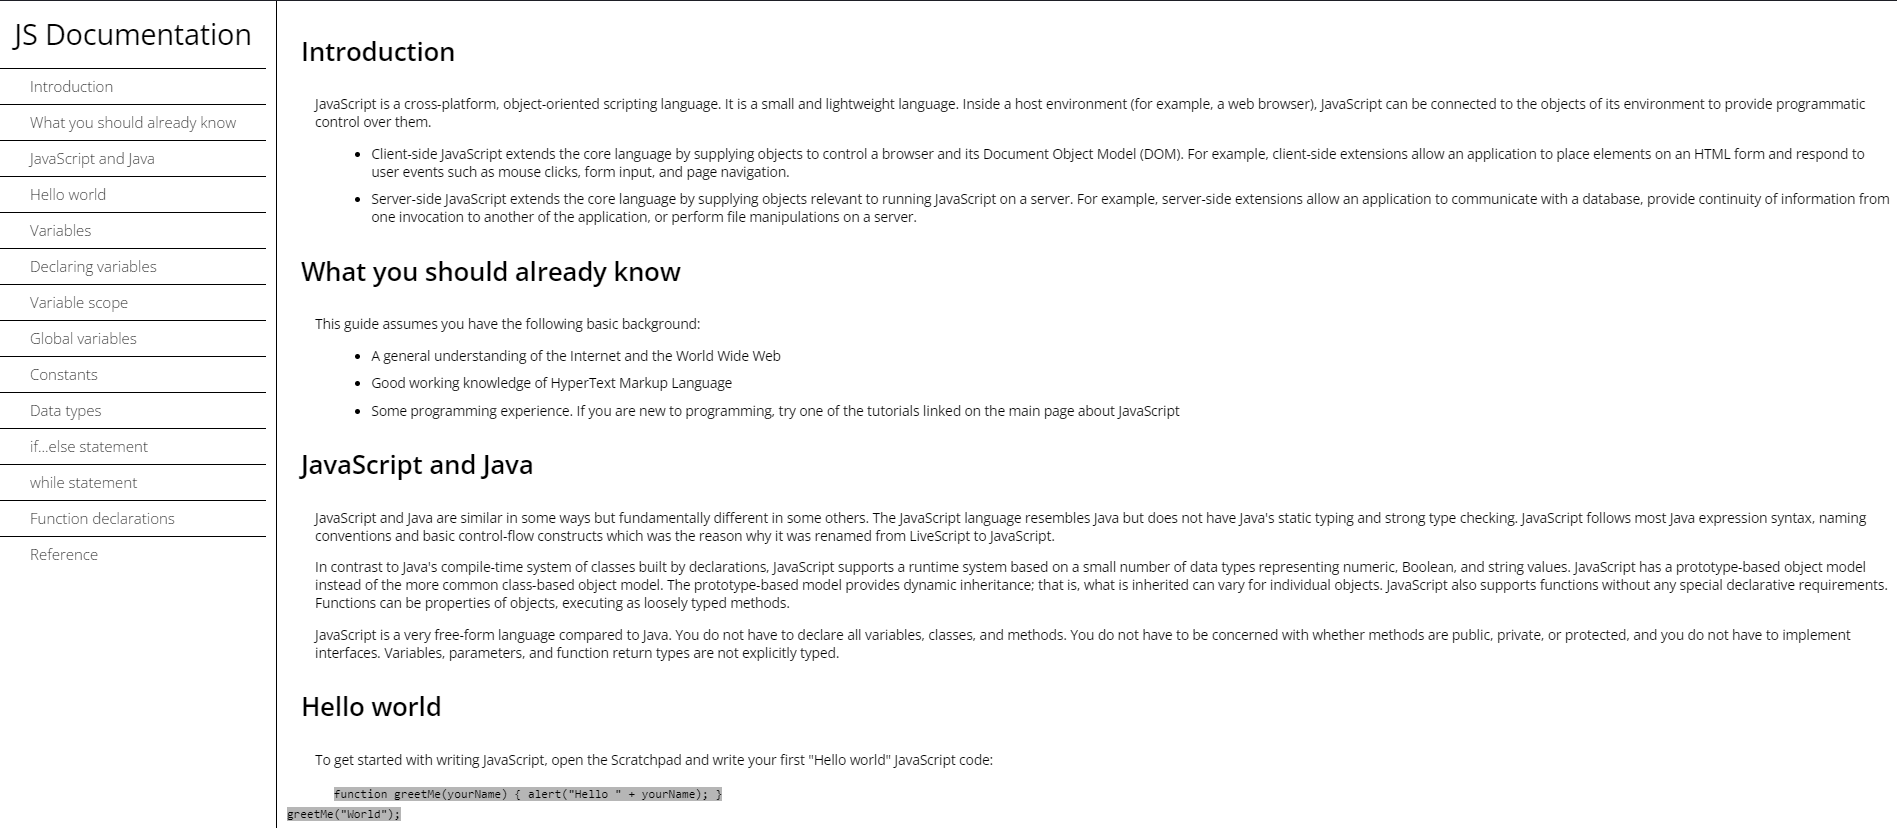 JS Documentation
Introduction
What you should already know
JavaScript and Java
Hello world
Variables
Declaring variables
Variable scope
Global variables
Constants
Data types
if...else statement
while statement
Function declarations
Reference
Introduction
JavaScript is a cross-platform, object-oriented scripting language. It is a small and lightweight language. Inside a host environment (for example, a web browser), JavaScript can be connected to the objects of its environment to provide programmatic
control over them.
• Client-side JavaScript extends the core language by supplying objects to control a browser and its Document Object Model (DOM). For example, client-side extensions allow an application to place elements on an HTML form and respond to
user events such as mouse clicks, form input, and page navigation.
• Server-side JavaScript extends the core language by supplying objects relevant to running JavaScript on a server. For example, server-side extensions allow an application to communicate with a database, provide continuity of information from
one invocation to another of the application, or perform file manipulations on a server.
What you should already know
This guide assumes you have the following basic background:
• A general understanding of the Internet and the World Wide Web
• Good working knowledge of HyperText Markup Language
• Some programming experience. If you are new to programming, try one of the tutorials linked on the main page about JavaScript
JavaScript and Java
JavaScript and Java are similar in some ways but fundamentally different in some others. The JavaScript language resembles Java but does not have Java's static typing and strong type checking. JavaScript follows most Java expression syntax, naming
conventions and basic control-flow constructs which was the reason why it was renamed from LiveScript to JavaScript.
In contrast to Java's compile-time system of classes built by declarations, JavaScript supports a runtime system based on a small number of data types representing numeric, Boolean, and string values. JavaScript has a prototype-based object model
instead of the more common class-based object model. The prototype-based model provides dynamic inheritance; that is, what is inherited can vary for individual objects. JavaScript also supports functions without any special declarative requirements.
Functions can be properties of objects, executing as loosely typed methods.
JavaScript is a very free-form language compared to Java. You do not have to declare all variables, classes, and methods. You do not have to be concerned with whether methods are public, private, or protected, and you do not have to implement
interfaces. Variables, parameters, and function return types are not explicitly typed.
Hello world
To get started with writing JavaScript, open the Scratchpad and write your first "Hello world" JavaScript code:
function greetMe(yourName) { alert("Hello " + yourName); }
greetMe("World");